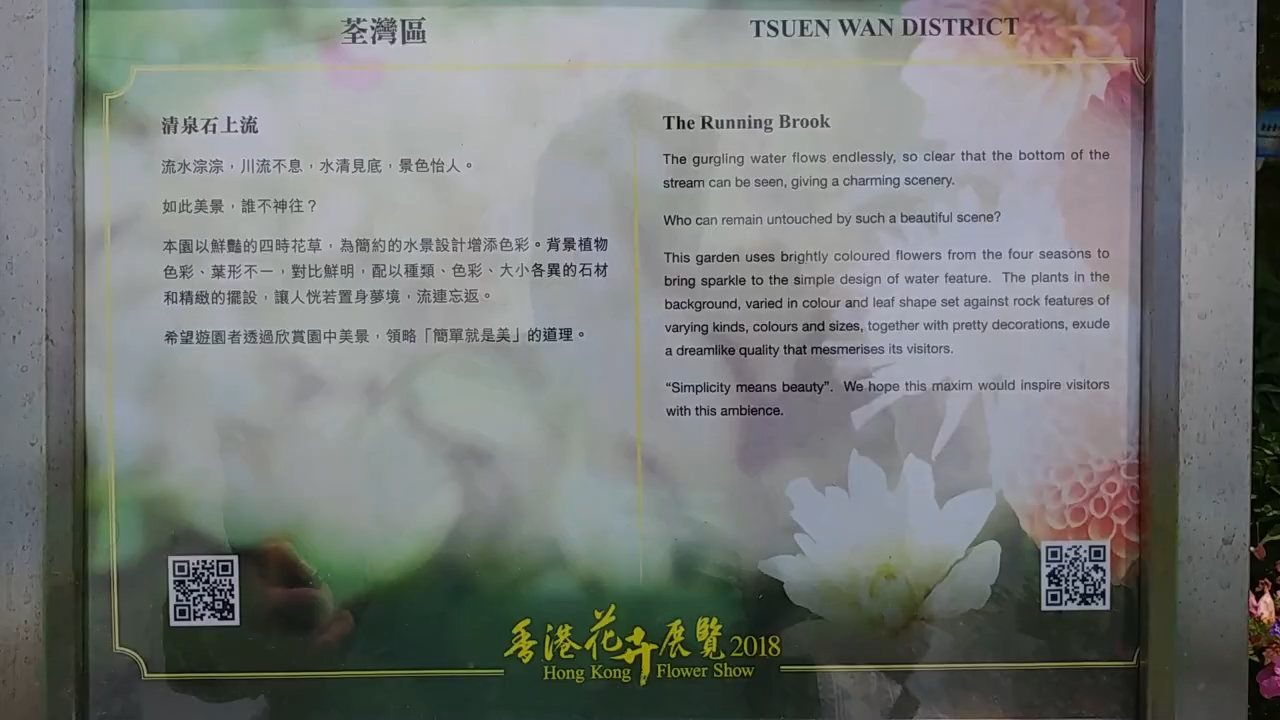 荃灣區
TSUEN WAN DISTRICT
清泉石上流
流水淙淙，川流不息，水清見底，景色怡人。
如此美景，誰不神往？
本園以鮮豔的四時花草，為簡約的水景設計增添色彩。背景植物
色彩、葉形不一，對比鮮明，配以種類、色彩、大小各異的石材
和精緻的擺設，讓人恍若置身夢境，流連忘返。
希望遊園者透過欣賞園中美景，領略「簡單就是美」的道理。
The Running Brook
The gurgling water flows endlessly, so clear that the bottom of the
stream can be seen, giving a charming scenery.
Who can remain untouched by such a beautiful scene?
This garden uses brightly coloured flowers from the four seasons to
bring sparkle to the simple design of water feature. The plants in the
background, varied in colour and leaf shape set against rock features of
varying kinds, colours and sizes, together with pretty decorations, exude
a dreamlike quality that mesmerises its visitors.
“Simplicity means beauty”. We hope this maxim would inspire visitors
with this ambience.
香港花卉展覽2018
Hong Kong Flower Show